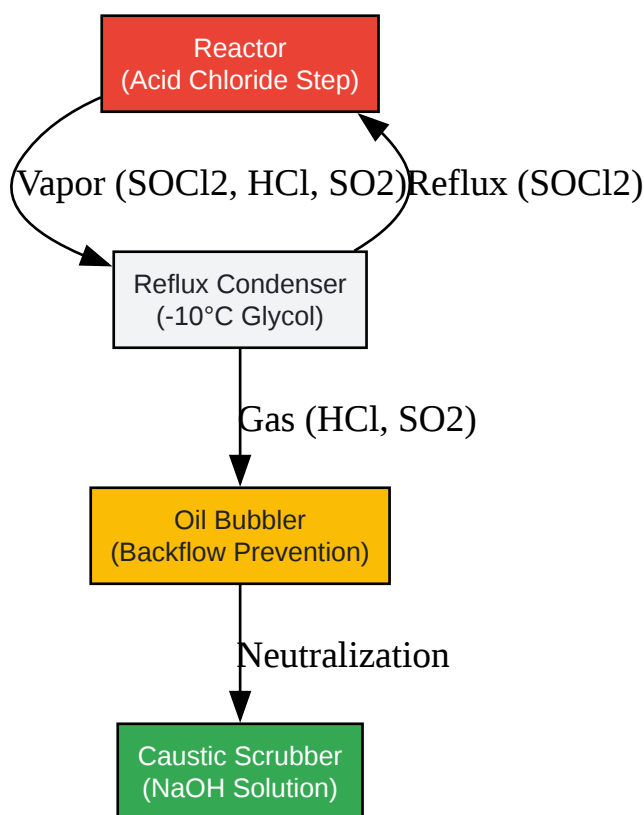 Reactor
(Acid Chloride Step)
Vapor (SOCl2, HCl, SO2)
Reflux (SOCl2)
Reflux Condenser
(-10°C Glycol)
Gas (HCl, SO2)
Oil Bubbler
(Backflow Prevention)
Neutralization
Caustic Scrubber
(NaOH Solution)